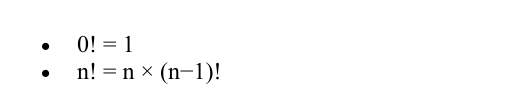 • 0! = 1
• n! = n × (n−1)!